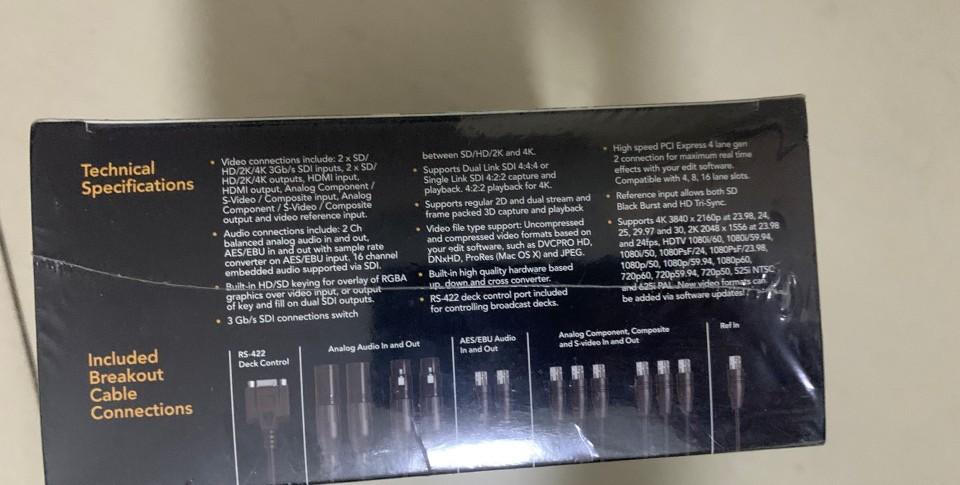 Technical
Specifications
• Video connections include: 2 x SD/
HD/2K/4K 3Gb/s SDI inputs, 2 x SD/
HD/2K/4K outputs, HDMI input,
HDMI output, Analog Component /
S-Video / Composite input, Analog
Component / S-Video / Composite
output and video reference input.
• Audio connections include: 2 Ch
balanced analog audio in and out,
AES/EBU in and out with sample rate
converter on AES/EBU input. 16 channel
embedded audio supported via SDI.
• Built-in HD/SD keying for overlay of RGBA
graphics over video input, or output
of key and fill on dual SDI outputs.
• 3 Gb/s SDI connections switch
between SD/HD/2K and 4K.
• Supports Dual Link SDI 4:4:4 or
Single Link SDI 4:2:2 capture and
playback. 4:2:2 playback for 4K.
• Supports regular 2D and dual stream and
frame packed 3D capture and playback
• Video file type support: Uncompressed
and compressed video formats based on
your edit software, such as DVCPRO HD,
DNxHD, ProRes (Mac OS X) and JPEG.
• Built-in high quality hardware based
up, down and cross converter.
• RS-422 deck control port included
for controlling broadcast decks.
• High speed PCI Express 4 lane gen
2 connection for maximum real time
effects with your edit software.
Compatible with 4, 8, 16 lane slots.
• Reference input allows both SD
Black Burst and HD Tri-Sync.
• Supports 4K 3840 x 2160p at 23.98, 24,
25, 29.97 and 30, 2K 2048 x 1556 at 23.98
and 24fps, HDTV 1080i/60, 1080i/59.94,
1080i/50, 1080PsF/24, 1080PsF/23.98,
1080p/50, 1080p/59.94, 1080p60,
720p60, 720p59.94, 720p50, 525i NTSC
and 625i PAL. New video formats can
be added via software updates!
Included
Breakout
Cable
Connections
RS-422
Deck Control
Analog Audio In and Out
AES/EBU Audio
In and Out
Analog Component, Composite
and S-video In and Out
Ref In